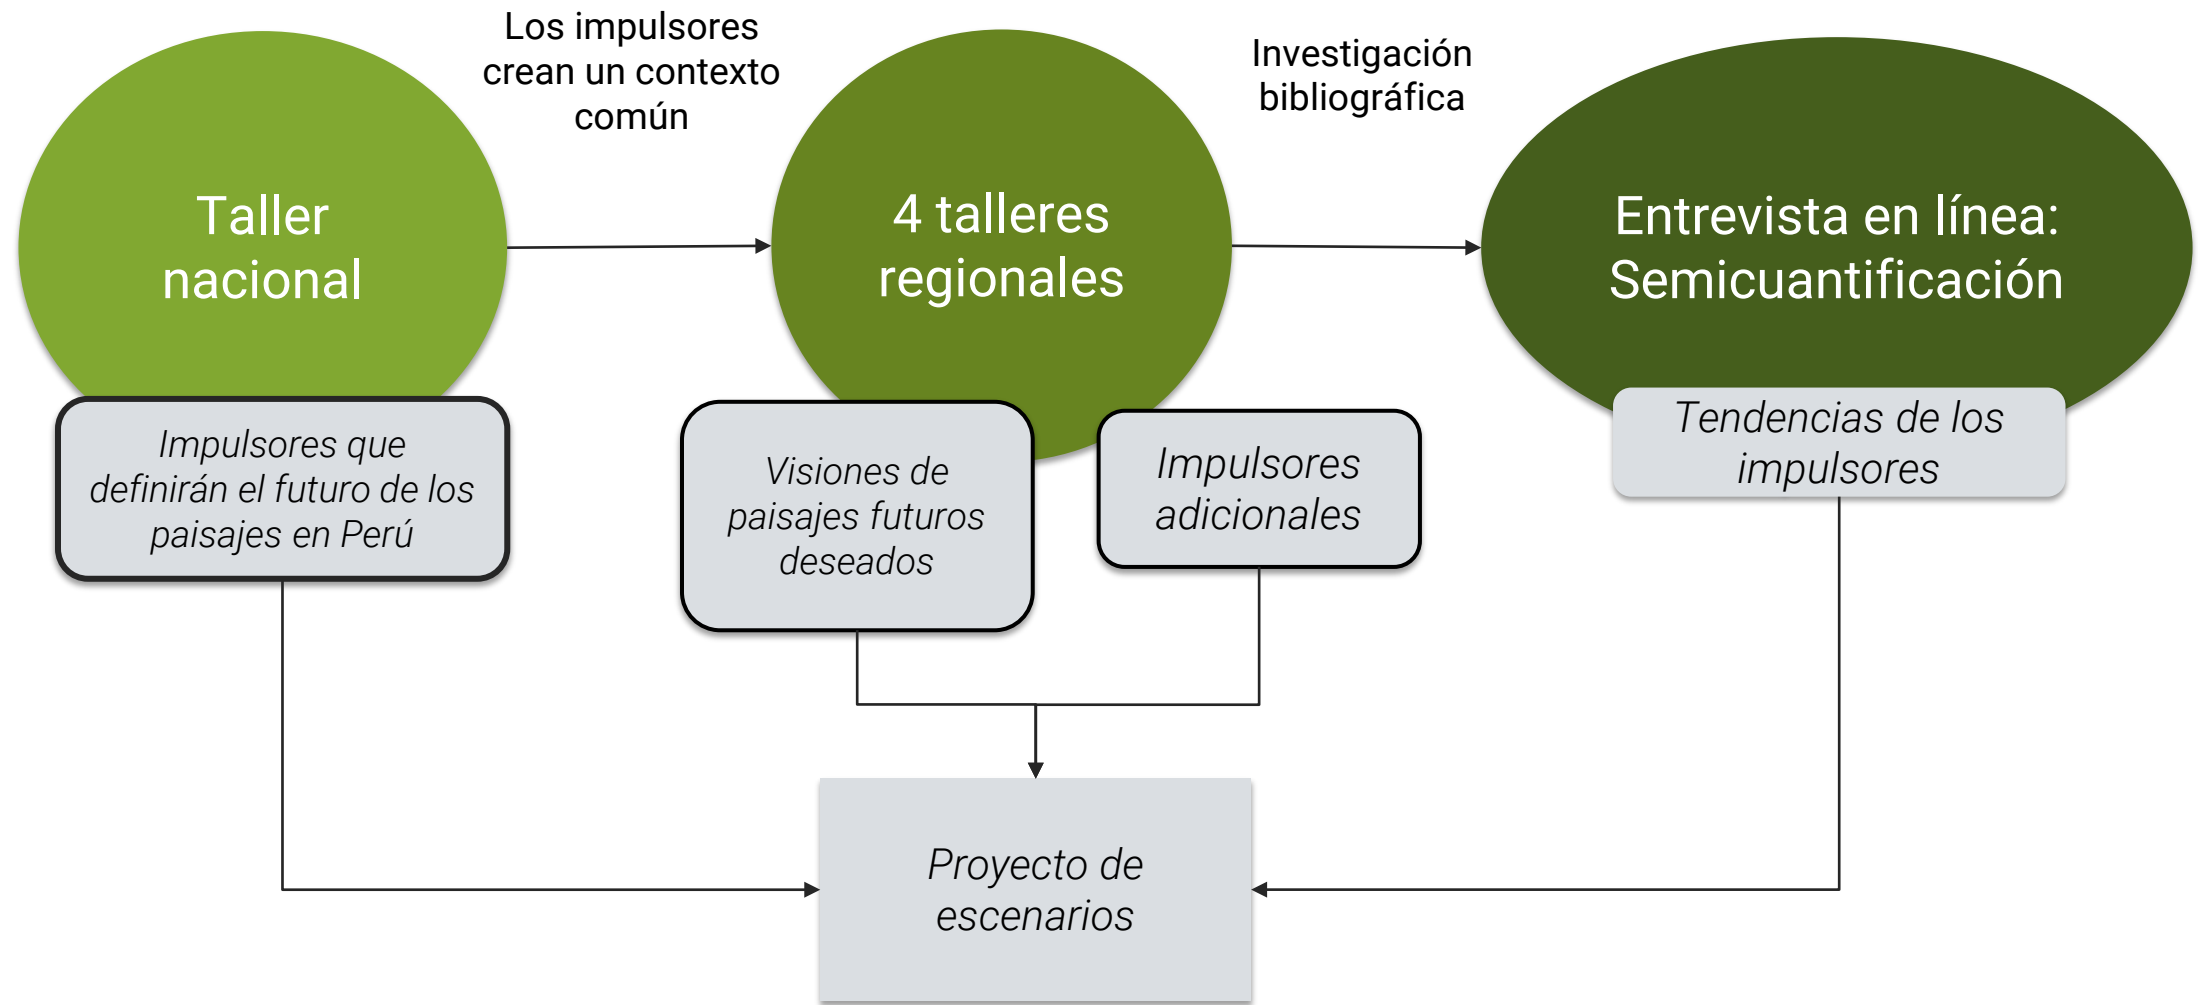 Los impulsores
crean un contexto
común
Investigación
bibliográfica
Taller
nacional
4 talleres
regionales
Entrevista en línea:
Semicuantificación
Impulsores que
definirán el futuro de los
paisajes en Perú
Visiones de
paisajes futuros
deseados
Impulsores
adicionales
Tendencias de los
impulsores
Proyecto de
escenarios